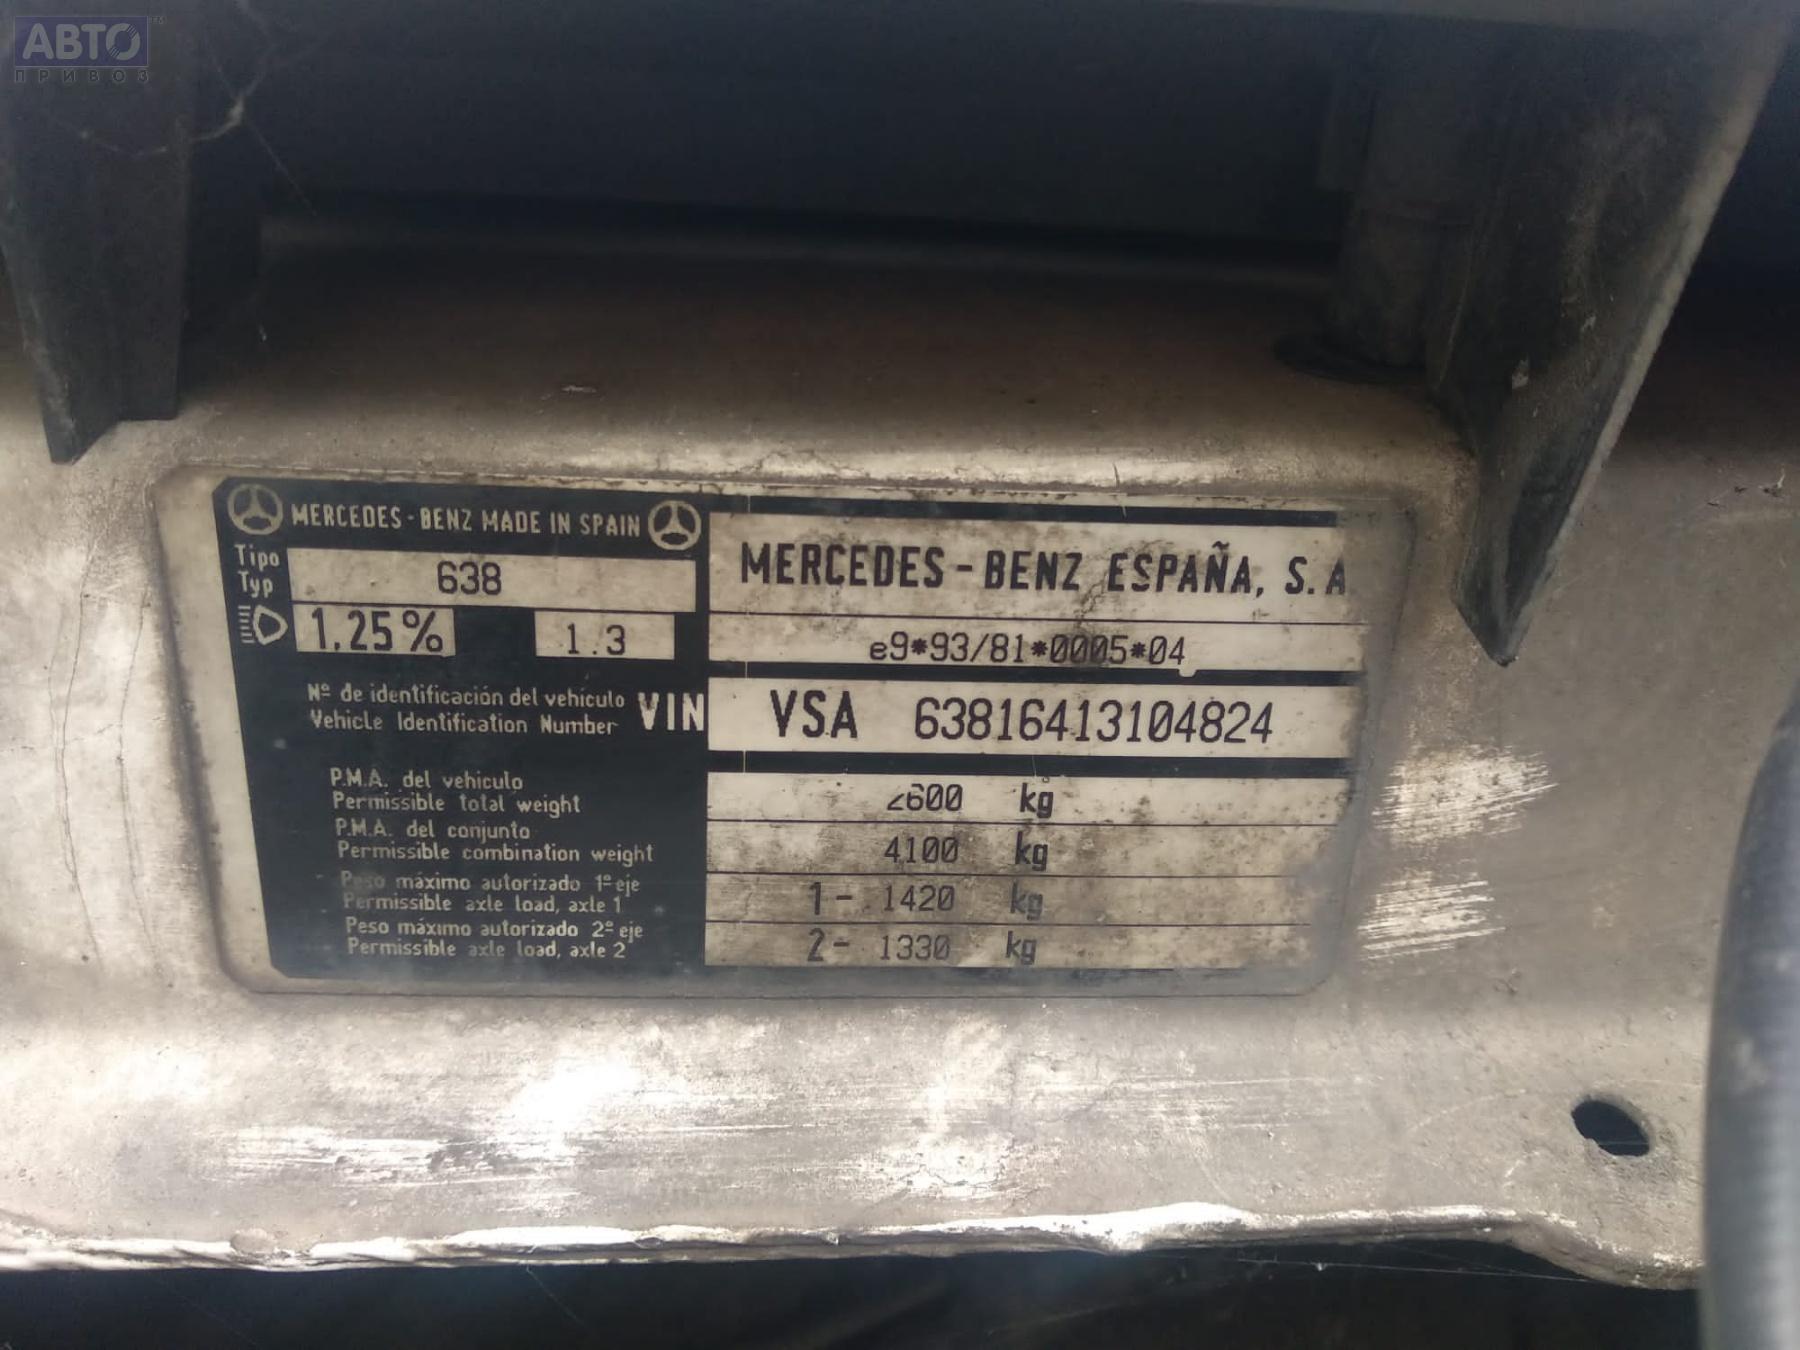 АВТО™
ПРИВОЗ
MERCEDES-BENZ MADE IN SPAIN
Tipo
Typ
638
1,25%
1.3
MERCEDES-BENZ ESPAÑA, S.A
e9*93/81*0005*04
Nº de identificación del vehículo
Vehicle Identification Number
VIN
VSA 63816413104824
P.M.A. del vehículo
Permissible total weight
2600 kg
P.M.A. del conjunto
Permissible combination weight
4100 kg
Peso máximo autorizado 1º eje
Permissible axle load, axle 1
1- 1420 kg
Peso máximo autorizado 2º eje
Permissible axle load, axle 2
2- 1330 kg